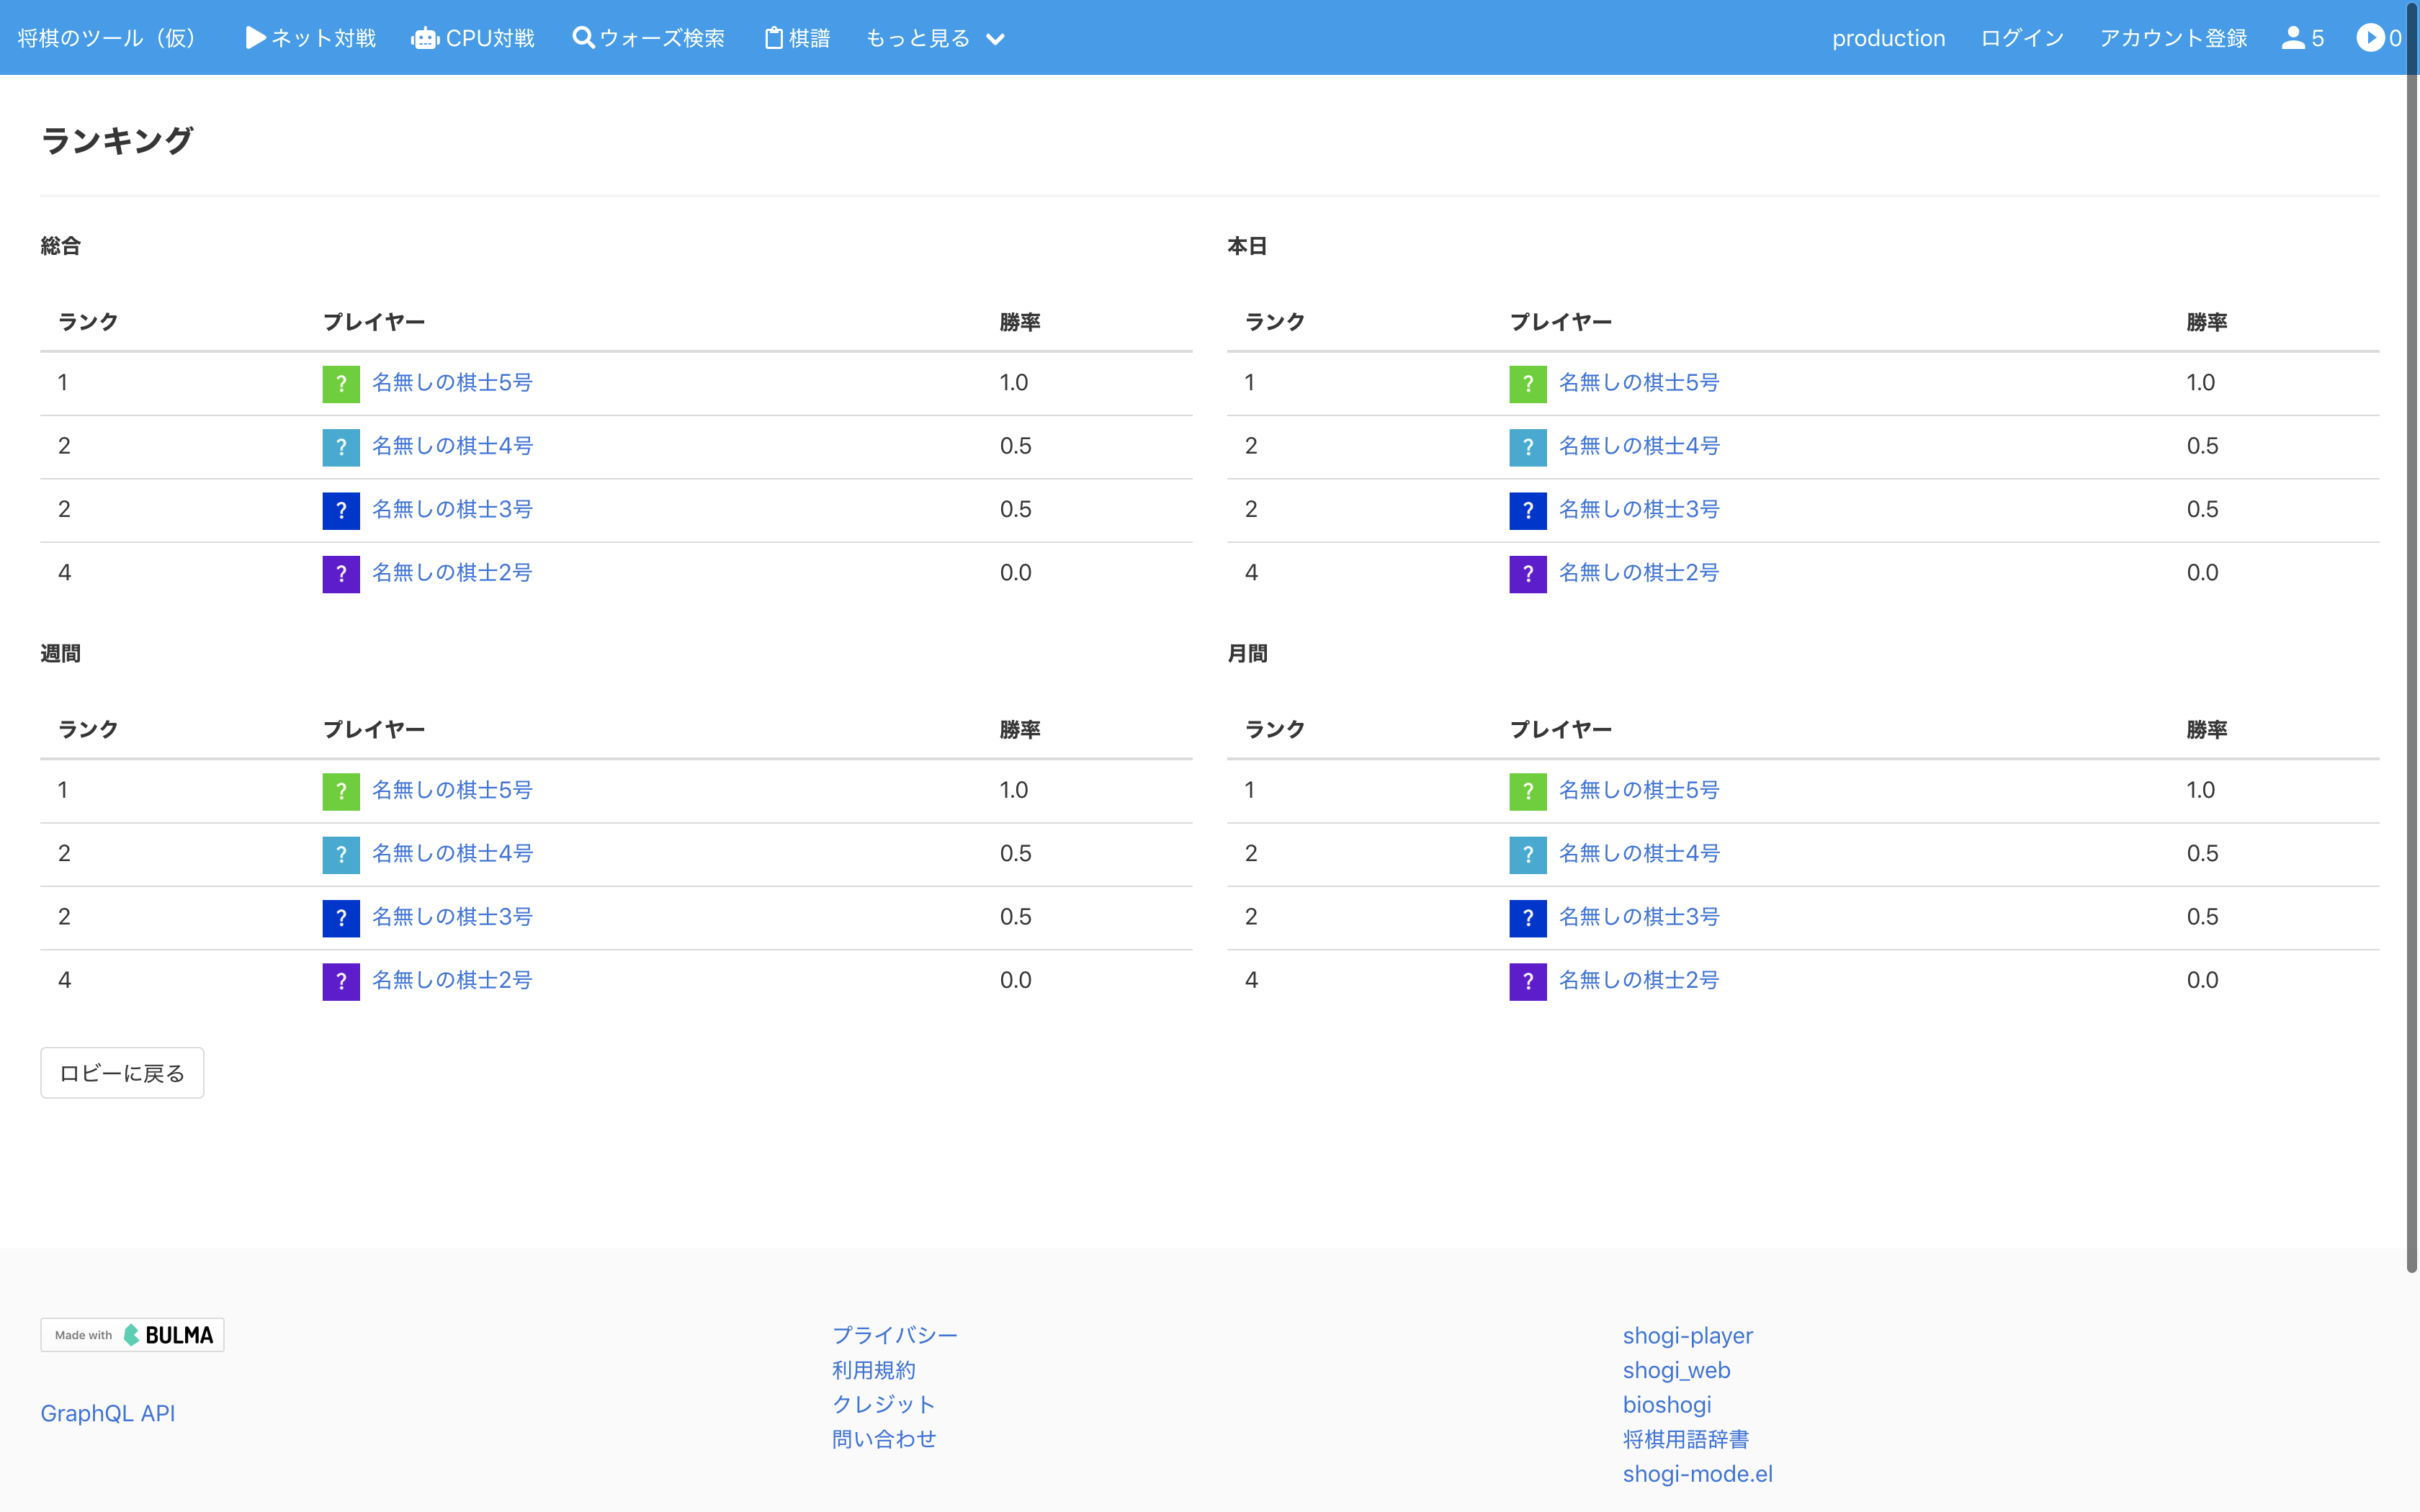 将棋のツール（仮） ネット対戦 CPU対戦 ウォーズ検索 棋譜 もっと見る production ログイン アカウント登録 5 0
ランキング
総合
ランク プレイヤー 勝率
1 ? 名無しの棋士5号 1.0
2 ? 名無しの棋士4号 0.5
2 ? 名無しの棋士3号 0.5
4 ? 名無しの棋士2号 0.0
本日
ランク プレイヤー 勝率
1 ? 名無しの棋士5号 1.0
2 ? 名無しの棋士4号 0.5
2 ? 名無しの棋士3号 0.5
4 ? 名無しの棋士2号 0.0
週間
ランク プレイヤー 勝率
1 ? 名無しの棋士5号 1.0
2 ? 名無しの棋士4号 0.5
2 ? 名無しの棋士3号 0.5
4 ? 名無しの棋士2号 0.0
月間
ランク プレイヤー 勝率
1 ? 名無しの棋士5号 1.0
2 ? 名無しの棋士4号 0.5
2 ? 名無しの棋士3号 0.5
4 ? 名無しの棋士2号 0.0
ロビーに戻る
Made with BULMA
GraphQL API
プライバシー
利用規約
クレジット
問い合わせ
shogi-player
shogi_web
bioshogi
将棋用語辞書
shogi-mode.el